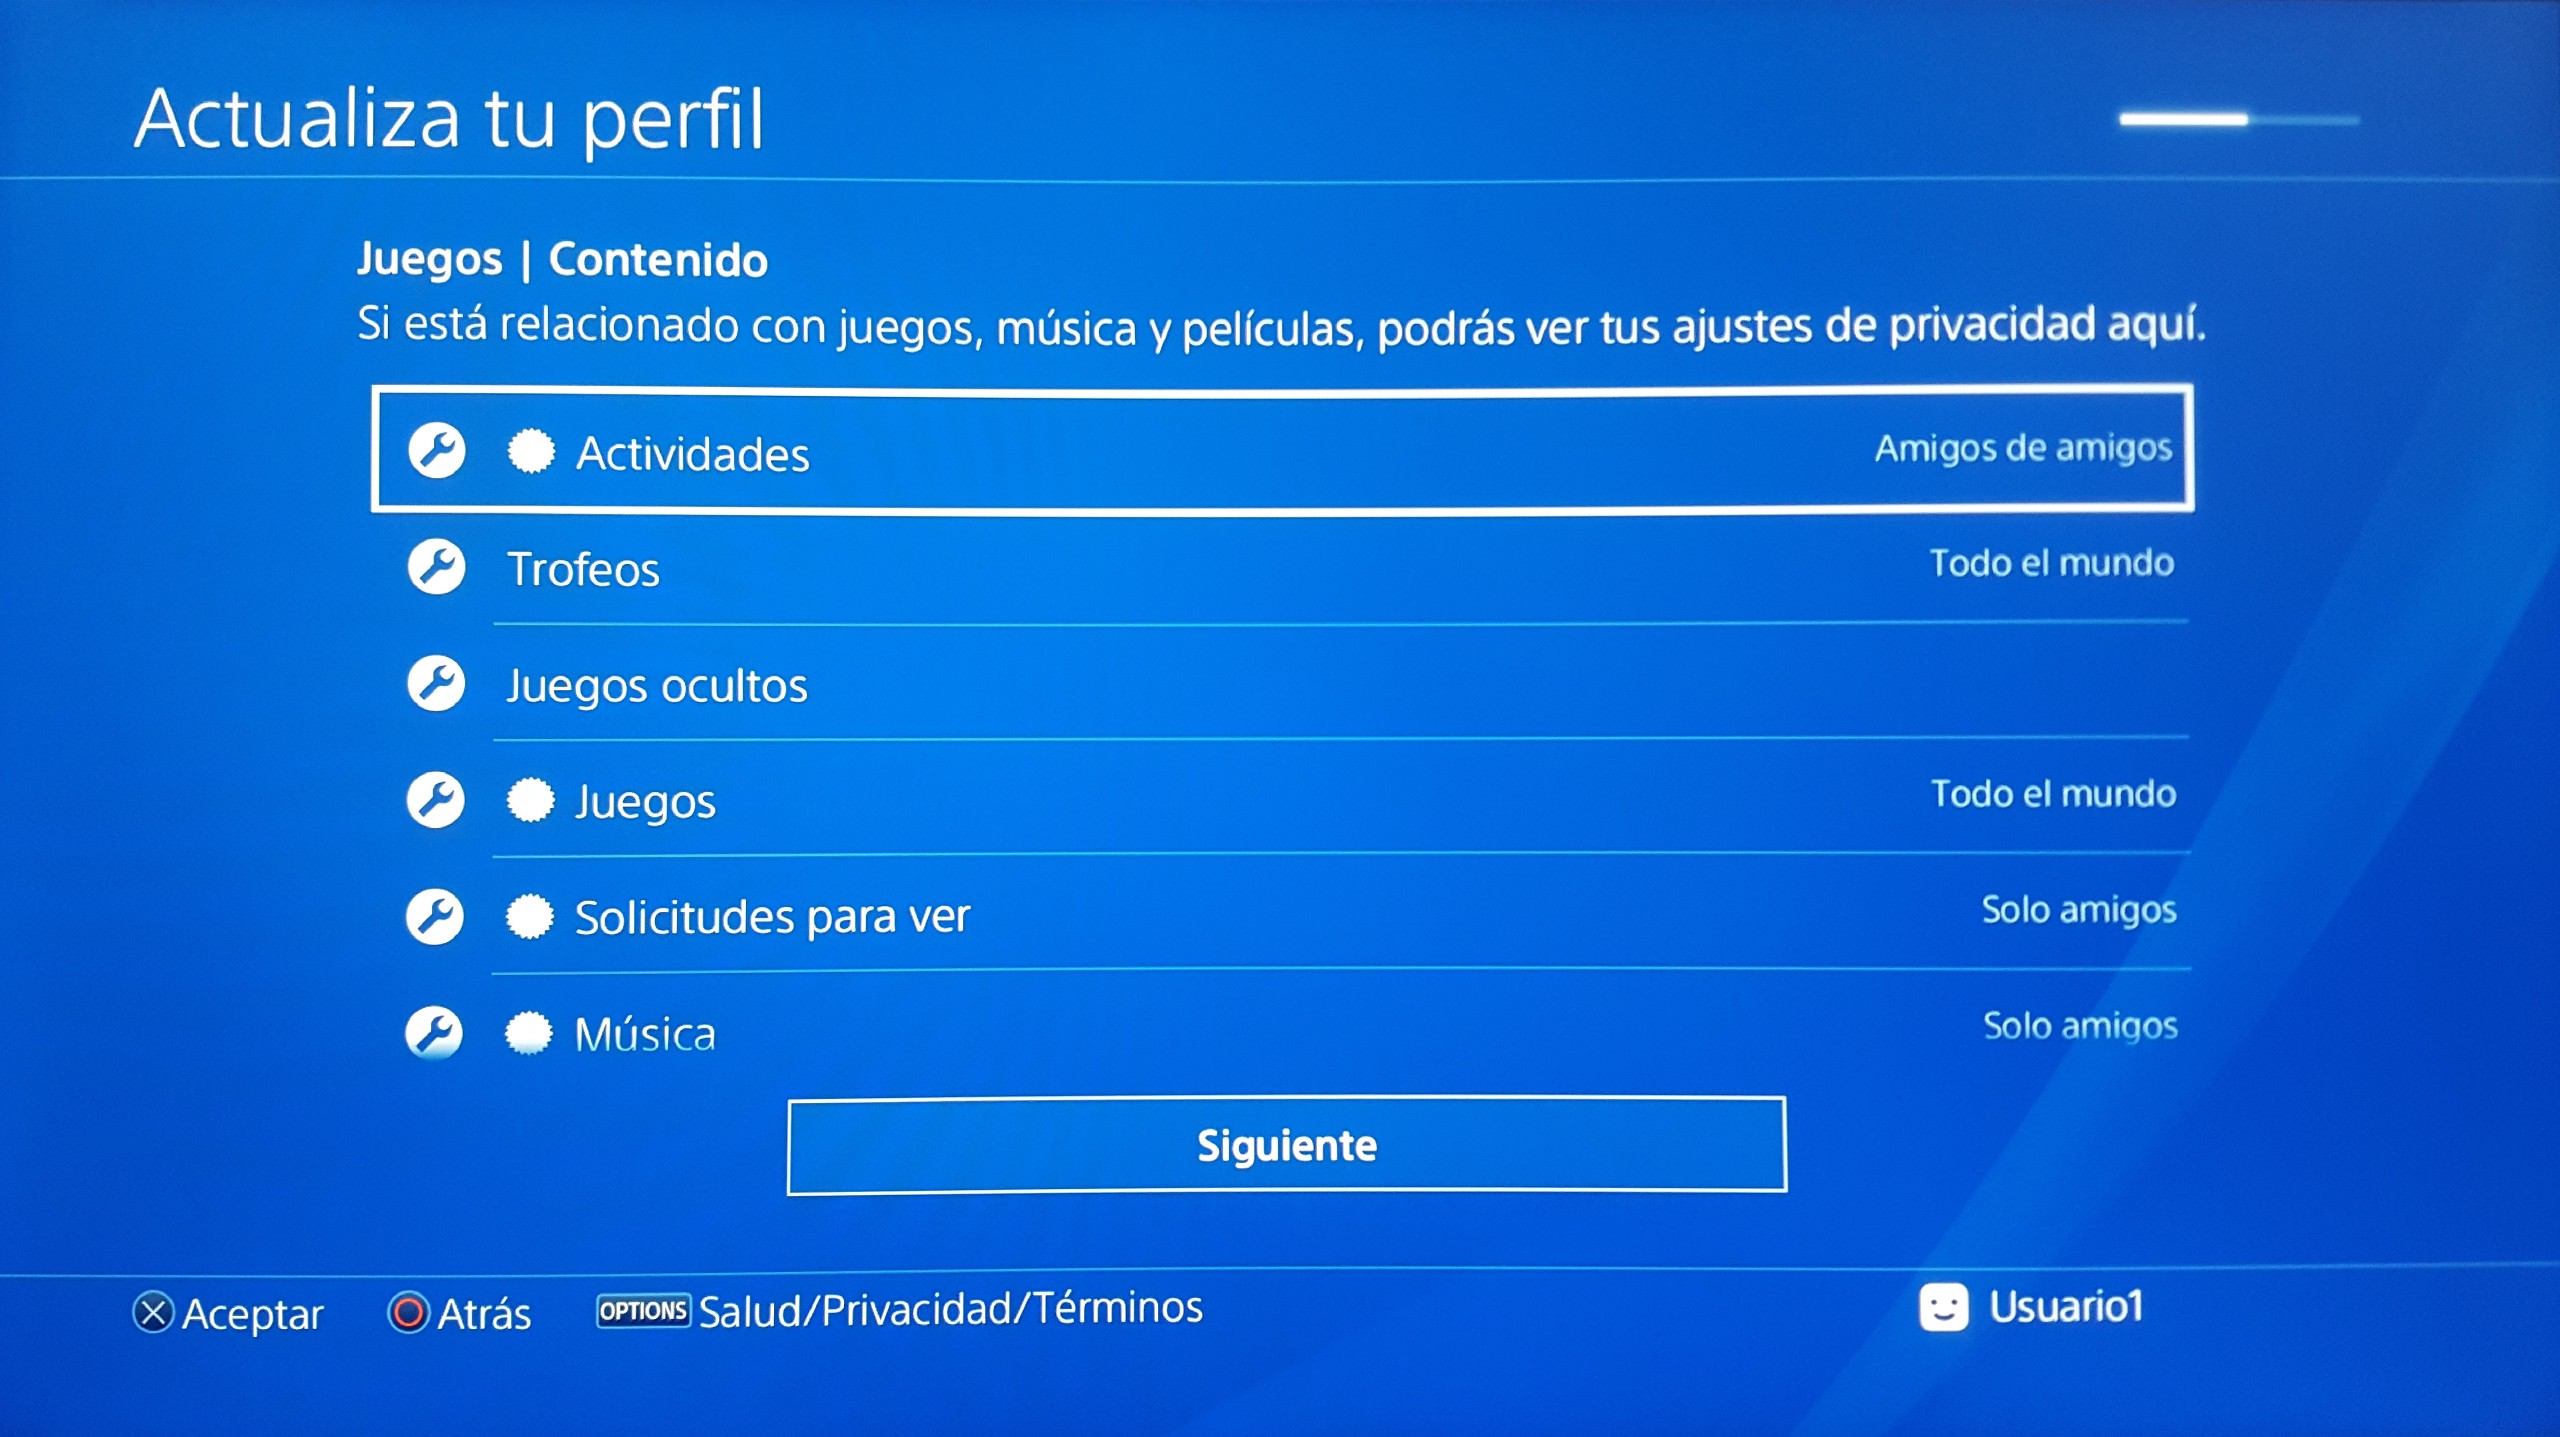 Actualiza tu perfil
Juegos | Contenido
Si está relacionado con juegos, música y películas, podrás ver tus ajustes de privacidad aquí.
Actividades Amigos de amigos
Trofeos Todo el mundo
Juegos ocultos
Juegos Todo el mundo
Solicitudes para ver Solo amigos
Música Solo amigos
Siguiente
Aceptar Atrás OPTIONS Salud/Privacidad/Términos Usuario1